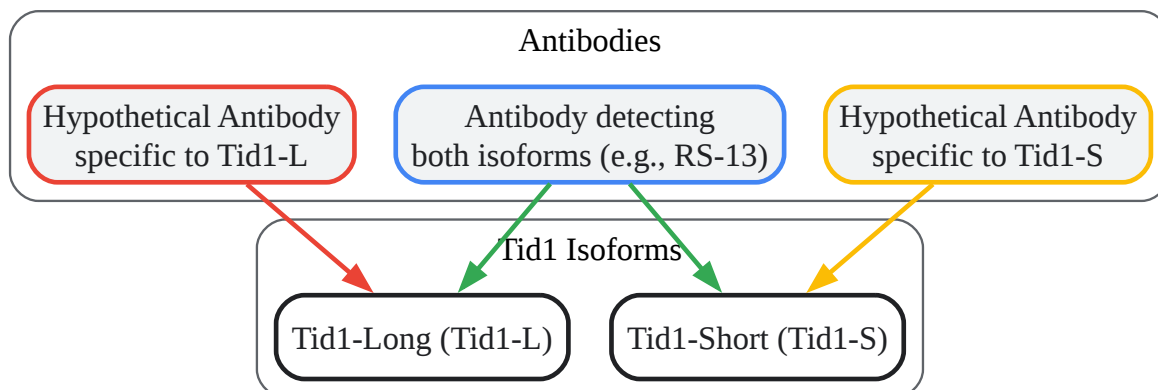 Antibodies
Hypothetical Antibody
specific to Tid1-L
Antibody detecting
both isoforms (e.g., RS-13)
Hypothetical Antibody
specific to Tid1-S
Tid1 Isoforms
Tid1-Long (Tid1-L)
Tid1-Short (Tid1-S)